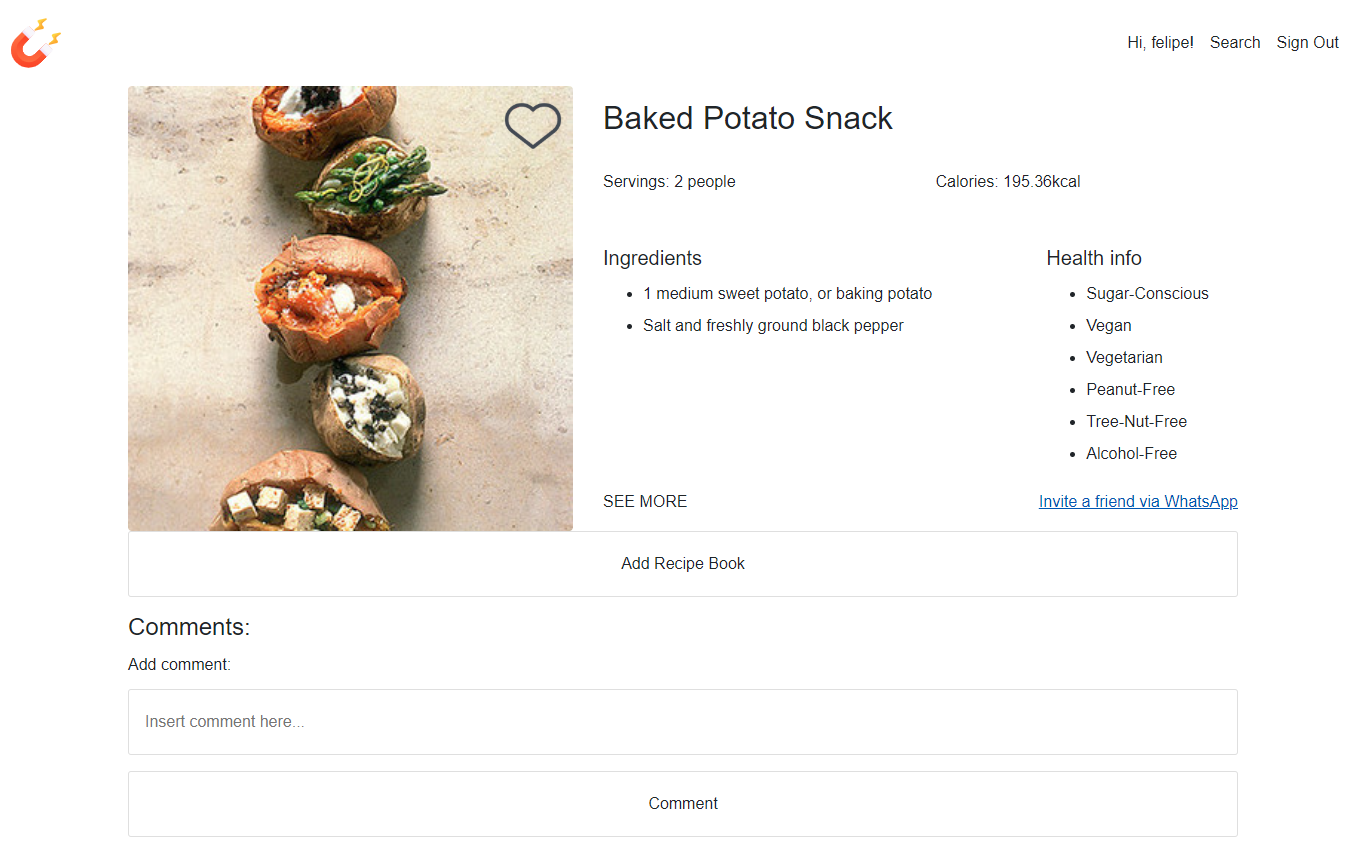 Hi, felipe! Search Sign Out
Baked Potato Snack
Servings: 2 people
Calories: 195.36kcal
Ingredients
1 medium sweet potato, or baking potato
Salt and freshly ground black pepper
Health info
Sugar-Conscious
Vegan
Vegetarian
Peanut-Free
Tree-Nut-Free
Alcohol-Free
SEE MORE
Invite a friend via WhatsApp
Add Recipe Book
Comments:
Add comment:
Insert comment here...
Comment